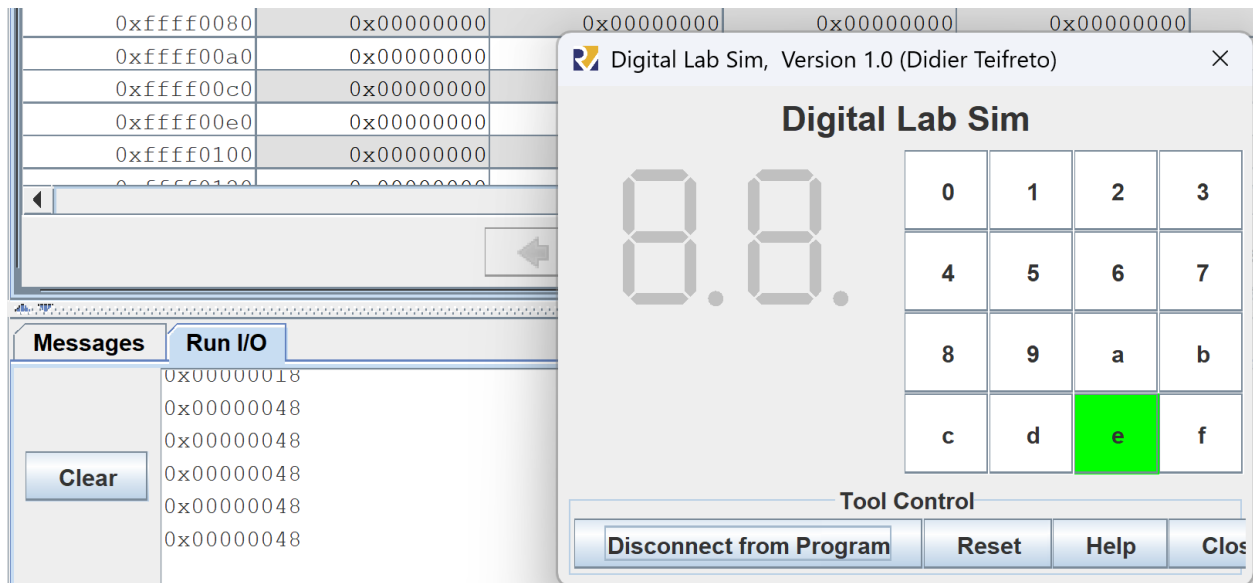 0xffff0080 0x00000000 0x00000000 0x00000000 0x00000000
0xffff00a0 0x00000000
0xffff00c0 0x00000000
0xffff00e0 0x00000000
0xffff0100 0x00000000
Digital Lab Sim, Version 1.0 (Didier Teifreto)
Digital Lab Sim
0 1 2 3
4 5 6 7
8 9 a b
c d e f
Tool Control
Disconnect from Program Reset Help
Messages Run I/O
Clear
0x00000018
0x00000048
0x00000048
0x00000048
0x00000048
0x00000048